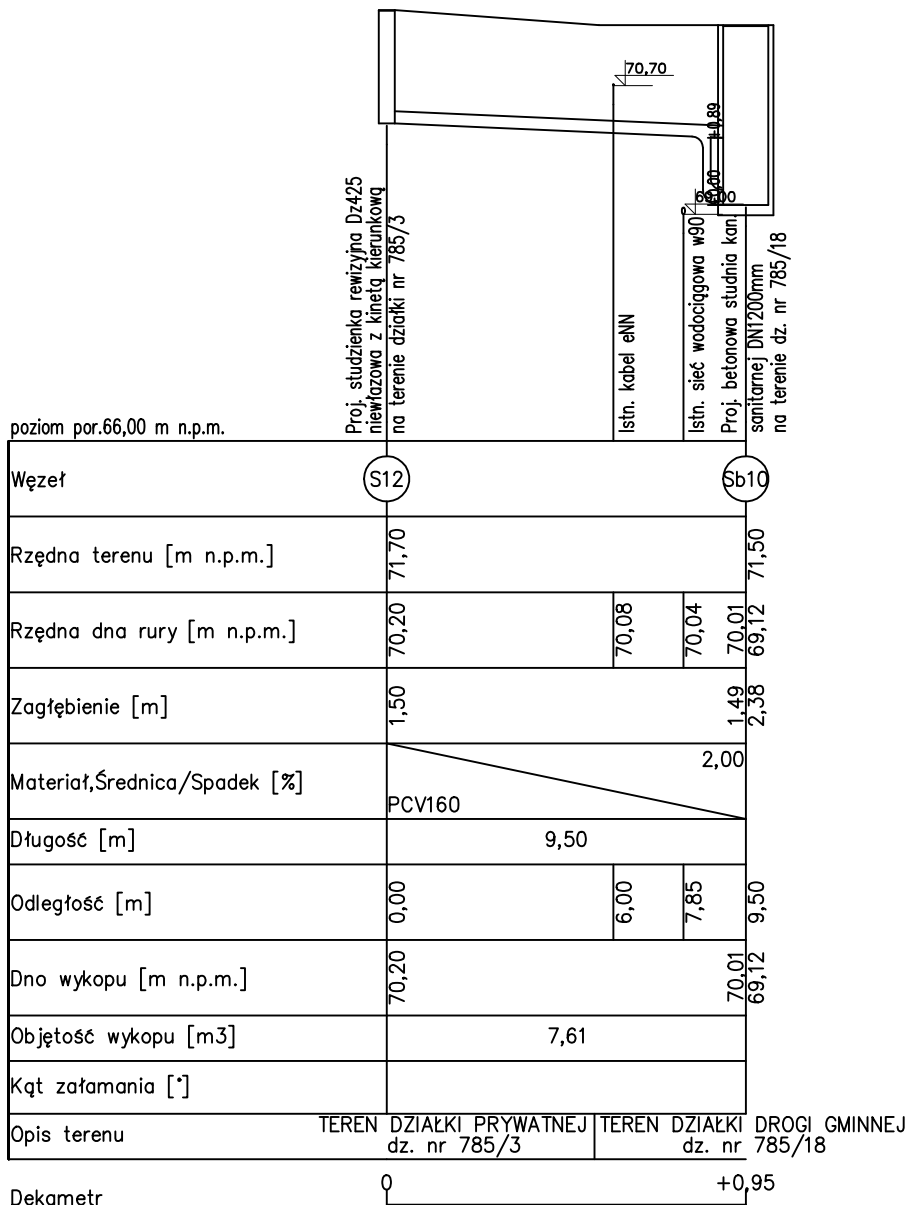 70,70
+0,89
69,00
Proj. studzienka rewizyjna Dz425
niewłazowa z kinetą kierunkową
na terenie działki nr 785/3
Istn. kabel eNN
Istn. sieć wodociągowa w90
Proj. betonowa studnia kan.
sanitarnej DN1200mm
na terenie dz. nr 785/18
poziom por.66,00 m n.p.m.
Węzeł S12 Sb10
Rzędna terenu [m n.p.m.] 71,70 71,50
Rzędna dna rury [m n.p.m.] 70,20 70,08 70,04 70,01 69,12
Zagłębienie [m] 1,50 1,49 2,38
Materiał,Średnica/Spadek [%] PCV160 2,00
Długość [m] 9,50
Odległość [m] 0,00 6,00 7,85 9,50
Dno wykopu [m n.p.m.] 70,20 70,01 69,12
Objętość wykopu [m3] 7,61
Kąt załamania [°]
Opis terenu
TEREN DZIAŁKI PRYWATNEJ
dz. nr 785/3
TEREN DZIAŁKI DROGI GMINNEJ
dz. nr 785/18
Dekametr 0 +0,95